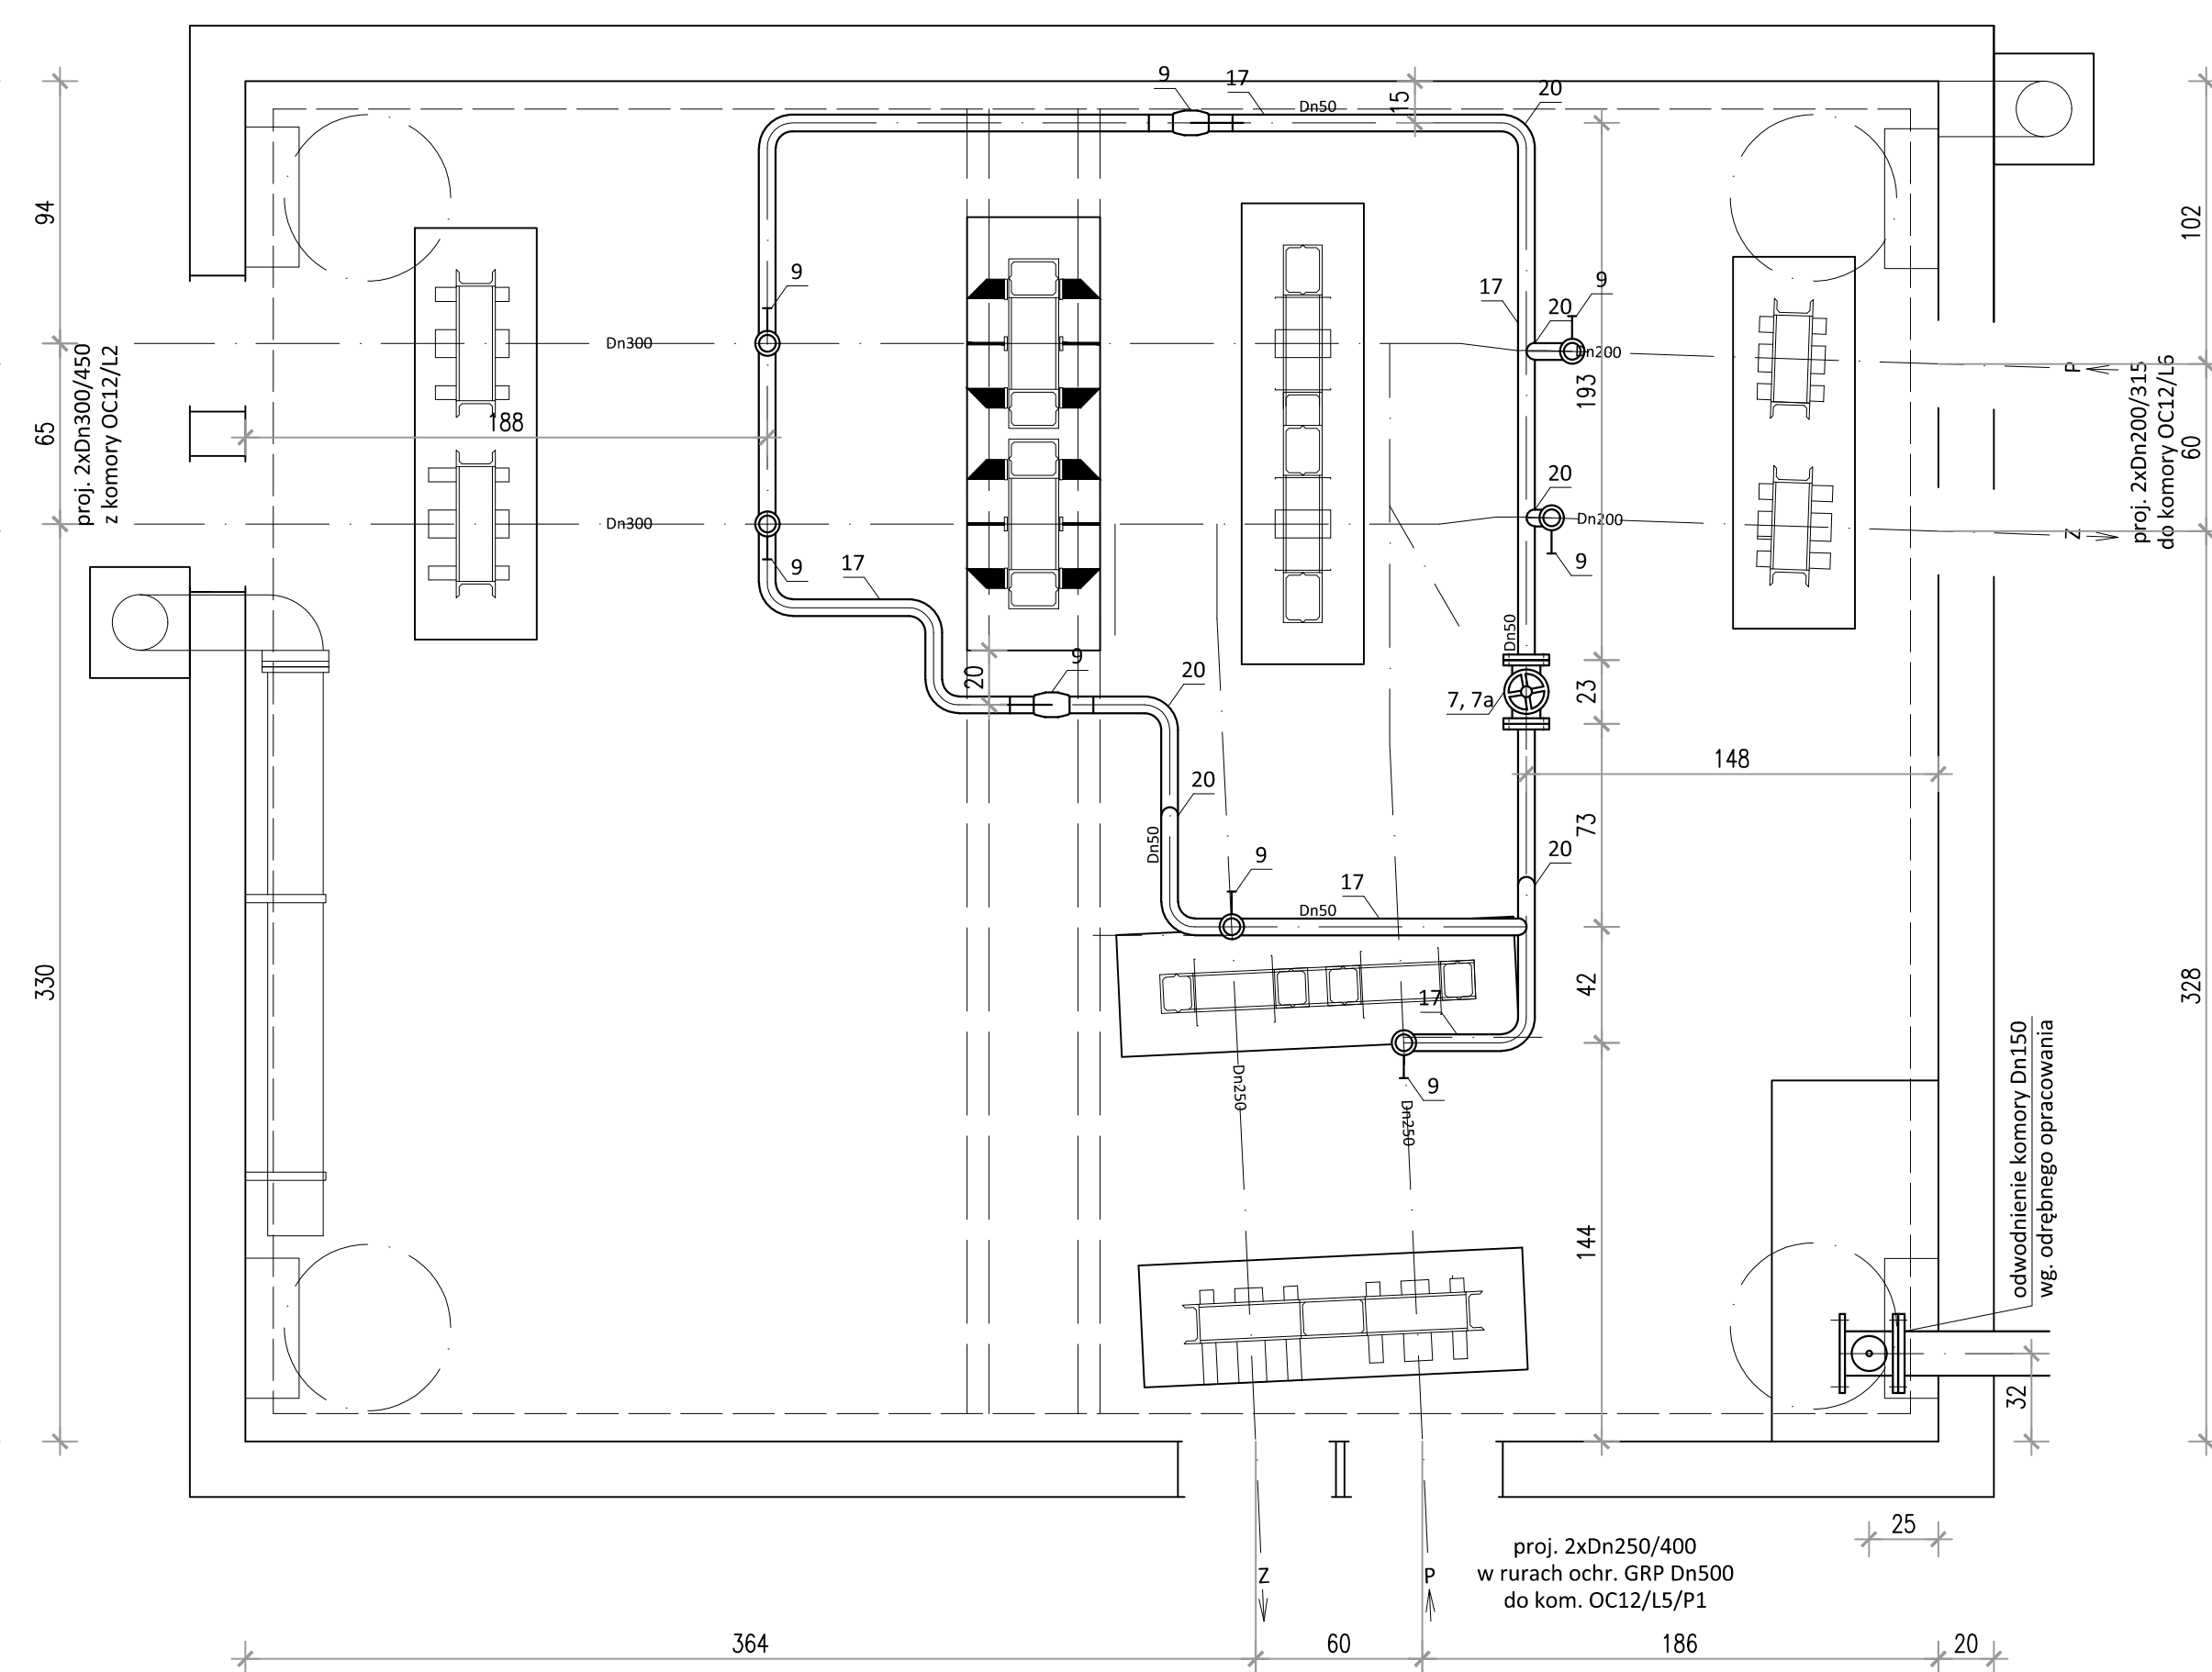 9
17
Dn50
15
20
94
102
9
17
9
20
Dn300
Dn200
193
P
188
65
60
proj. 2xDn300/450
z komory OC12/L2
proj. 2xDn200/315
do komory OC12/L6
20
Dn300
Dn200
Z
9
17
9
Dn50
20
9
20
7, 7a
23
148
20
73
Dn50
20
9
17
Dn50
330
42
328
17
9
Dn250
Dn250
144
odwodnienie komory Dn150
wg. odrębnego opracowania
32
25
proj. 2xDn250/400
w rurach ochr. GRP Dn500
do kom. OC12/L5/P1
Z
P
364
60
186
20